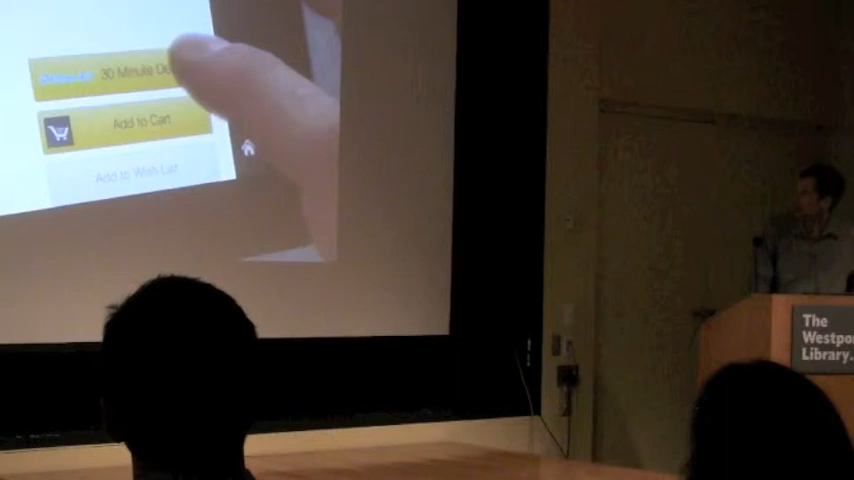 30 Minute
Add to Cart
Add to Wish List
The
Westpo
Library.